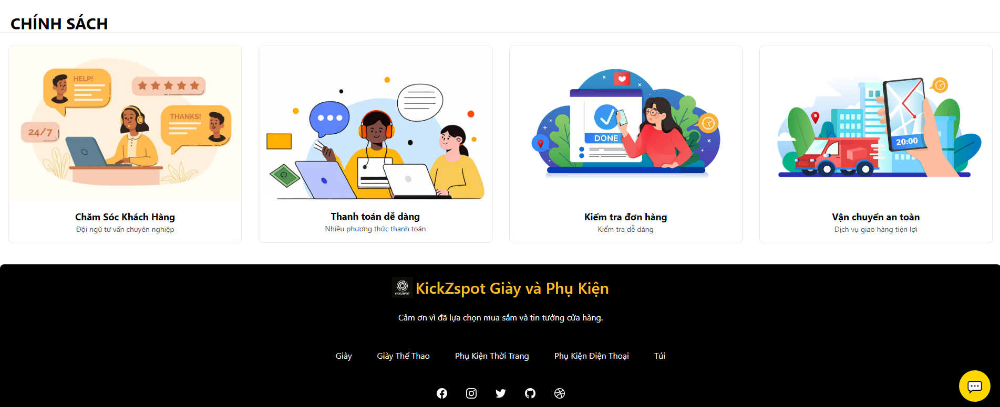 CHÍNH SÁCH
HELP!
THANKS!
24/7
DONE
20:00
Chăm Sóc Khách Hàng
Đội ngũ tư vấn chuyên nghiệp
Thanh toán dễ dàng
Nhiều phương thức thanh toán
Kiểm tra đơn hàng
Kiểm tra dễ dàng
Vận chuyển an toàn
Dịch vụ giao hàng tiện lợi
KICKZSPOT
KickZspot Giày và Phụ Kiện
Cảm ơn vì đã lựa chọn mua sắm và tin tưởng cửa hàng.
Giày Giày Thể Thao Phụ Kiện Thời Trang Phụ Kiện Điện Thoại Túi